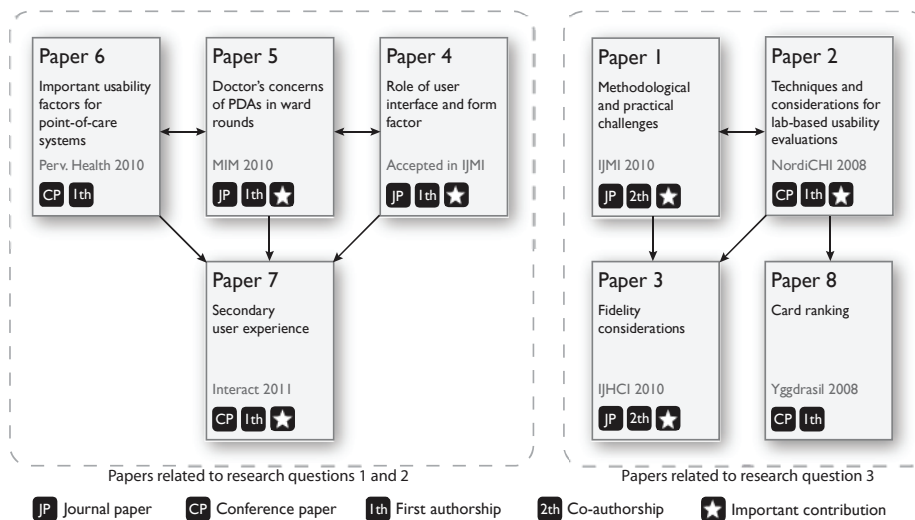 Paper 6
Important usability
factors for
point-of-care
systems
Perv. Health 2010
CP 1th
Paper 5
Doctor's concerns
of PDAs in ward
rounds
MIM 2010
JP 1th
Paper 4
Role of user
interface and form
factor
Accepted in IJMI
JP 1th
Paper 7
Secondary
user experience
Interact 2011
CP 1th
Papers related to research questions 1 and 2
Paper 1
Methodological
and practical
challenges
IJMI 2010
JP 2th
Paper 2
Techniques and
considerations for
lab-based usability
evaluations
NordiCHI 2008
CP 1th
Paper 3
Fidelity
considerations
IJHCI 2010
JP 2th
Paper 8
Card ranking
Yggdrasil 2008
CP 1th
Papers related to research question 3
JP Journal paper
CP Conference paper
1th First authorship
2th Co-authorship
Important contribution